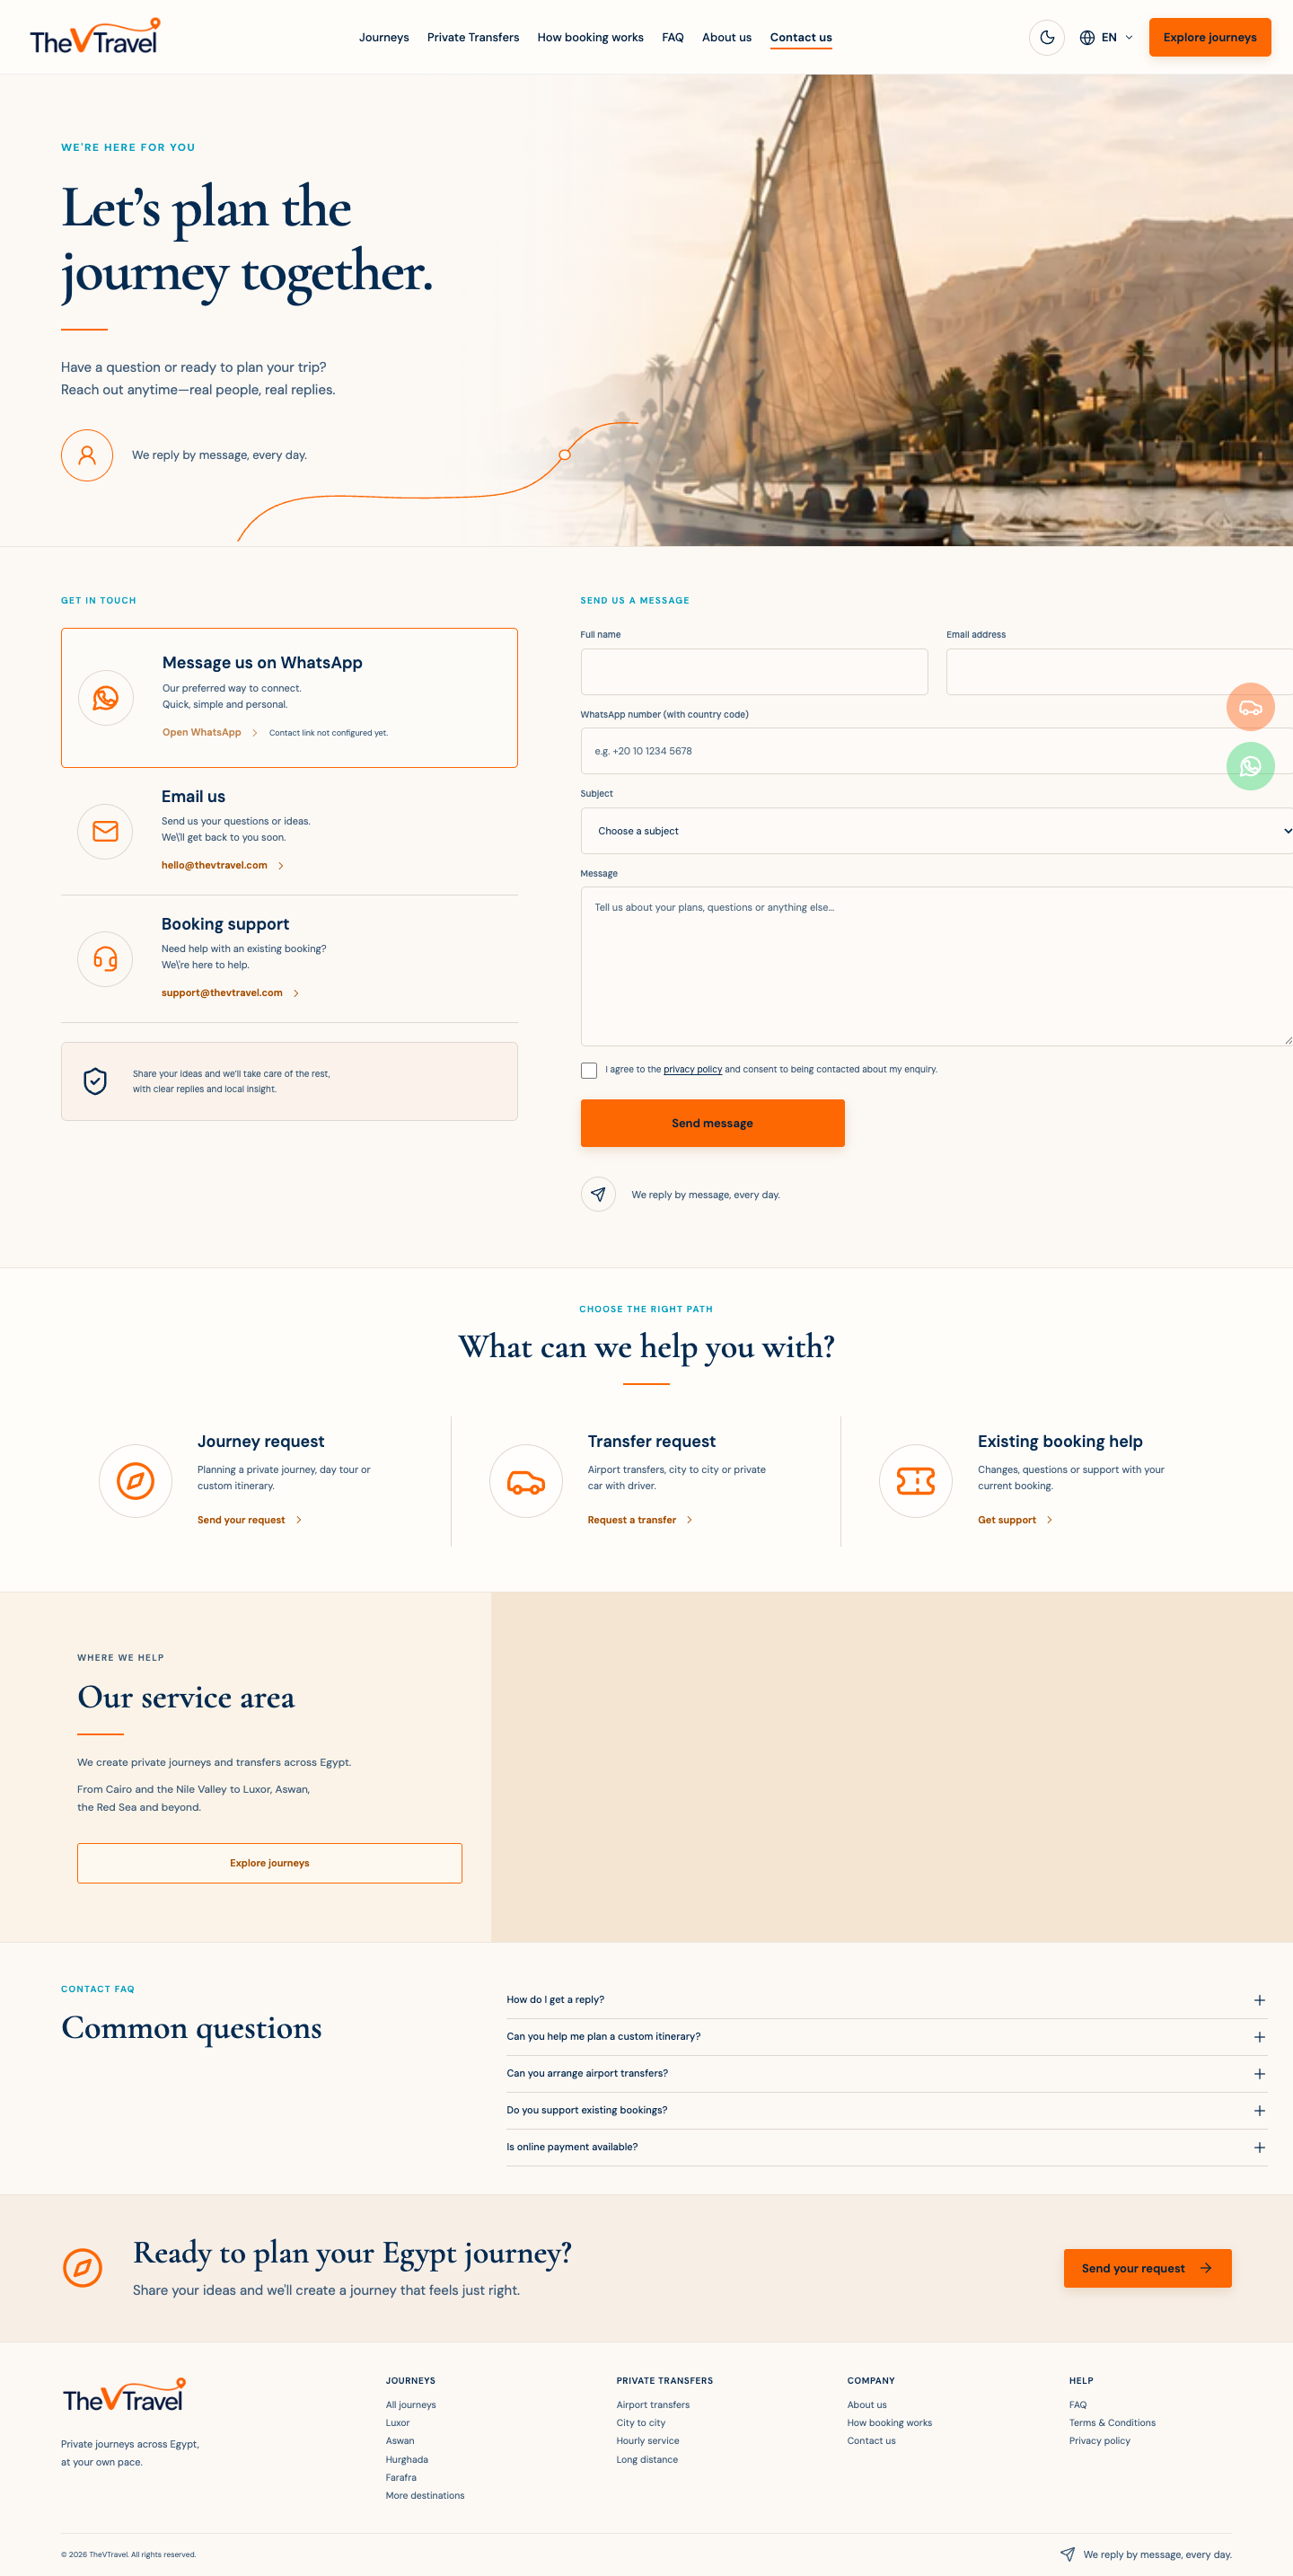 TheVTravel
Journeys
Private Transfers
How booking works
FAQ
About us
Contact us
EN
Explore journeys
WE'RE HERE FOR YOU
Let’s plan the
journey together.
Have a question or ready to plan your trip?
Reach out anytime—real people, real replies.
We reply by message, every day.
GET IN TOUCH
Message us on WhatsApp
Our preferred way to connect.
Quick, simple and personal.
Open WhatsApp
Contact link not configured yet.
Email us
Send us your questions or ideas.
We\'ll get back to you soon.
hello@thevtravel.com
Booking support
Need help with an existing booking?
We\'re here to help.
support@thevtravel.com
Share your ideas and we'll take care of the rest,
with clear replies and local insight.
SEND US A MESSAGE
Full name
Email address
WhatsApp number (with country code)
e.g. +20 10 1234 5678
Subject
Choose a subject
Message
Tell us about your plans, questions or anything else...
I agree to the privacy policy and consent to being contacted about my enquiry.
Send message
We reply by message, every day.
CHOOSE THE RIGHT PATH
What can we help you with?
Journey request
Planning a private journey, day tour or
custom itinerary.
Send your request
Transfer request
Airport transfers, city to city or private
car with driver.
Request a transfer
Existing booking help
Changes, questions or support with your
current booking.
Get support
WHERE WE HELP
Our service area
We create private journeys and transfers across Egypt.
From Cairo and the Nile Valley to Luxor, Aswan,
the Red Sea and beyond.
Explore journeys
CONTACT FAQ
Common questions
How do I get a reply?
Can you help me plan a custom itinerary?
Can you arrange airport transfers?
Do you support existing bookings?
Is online payment available?
Ready to plan your Egypt journey?
Share your ideas and we'll create a journey that feels just right.
Send your request
TheVTravel
Private journeys across Egypt,
at your own pace.
JOURNEYS
All journeys
Luxor
Aswan
Hurghada
Farafra
More destinations
PRIVATE TRANSFERS
Airport transfers
City to city
Hourly service
Long distance
COMPANY
About us
How booking works
Contact us
HELP
FAQ
Terms & Conditions
Privacy policy
© 2026 TheVTravel. All rights reserved.
We reply by message, every day.